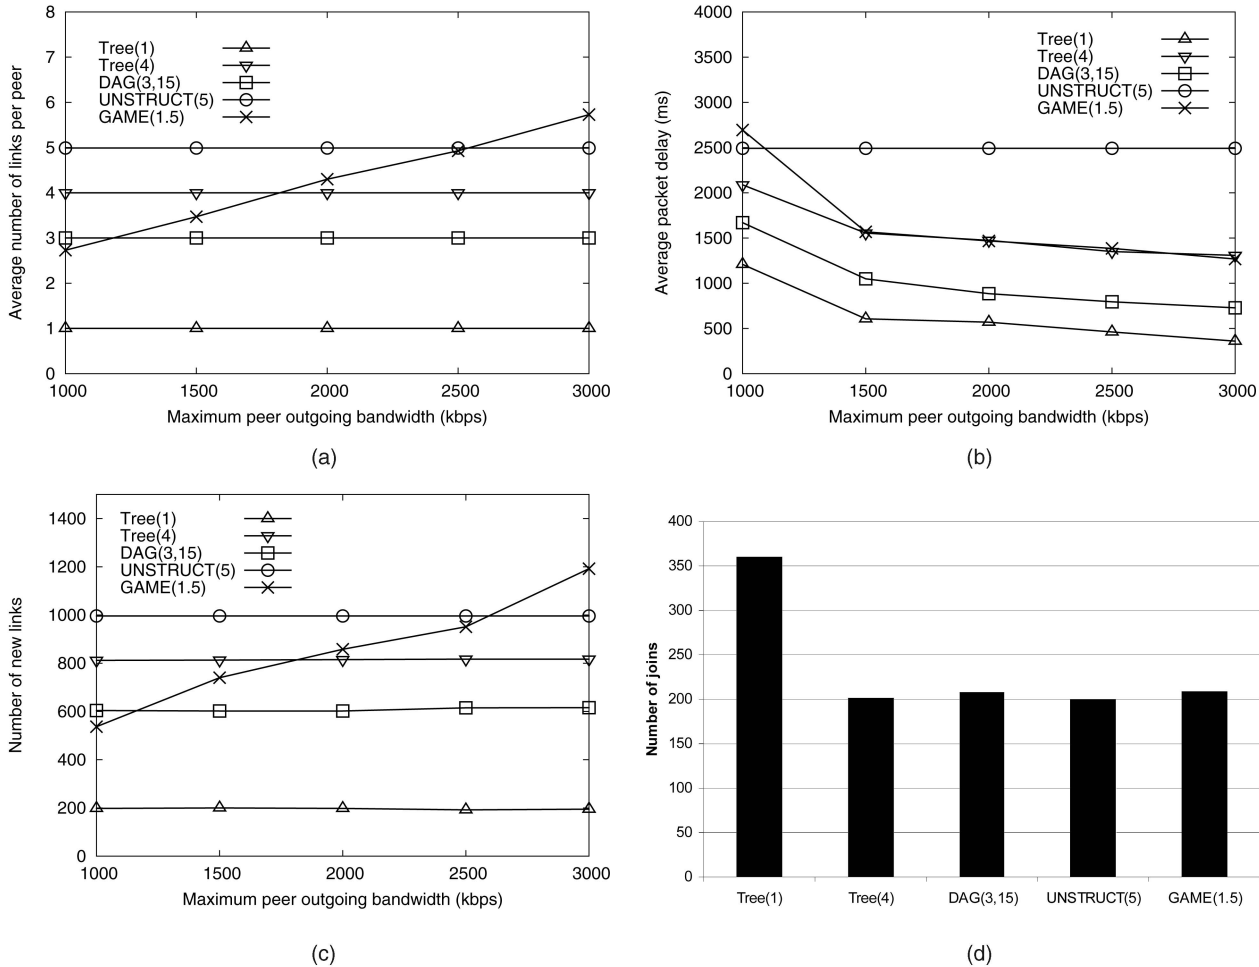 8
7
6
5
4
3
2
1
0
Average number of links per peer
Tree(1)
Tree(4)
DAG(3,15)
UNSTRUCT(5)
GAME(1.5)
1000 1500 2000 2500 3000
Maximum peer outgoing bandwidth (kbps)
(a)
4000
3500
3000
2500
2000
1500
1000
500
0
Average packet delay (ms)
Tree(1)
Tree(4)
DAG(3,15)
UNSTRUCT(5)
GAME(1.5)
1000 1500 2000 2500 3000
Maximum peer outgoing bandwidth (kbps)
(b)
1400
1200
1000
800
600
400
200
0
Number of new links
Tree(1)
Tree(4)
DAG(3,15)
UNSTRUCT(5)
GAME(1.5)
1000 1500 2000 2500 3000
Maximum peer outgoing bandwidth (kbps)
(c)
400
350
300
250
200
150
100
50
0
Number of joins
Tree(1) Tree(4) DAG(3,15) UNSTRUCT(5) GAME(1.5)
(d)